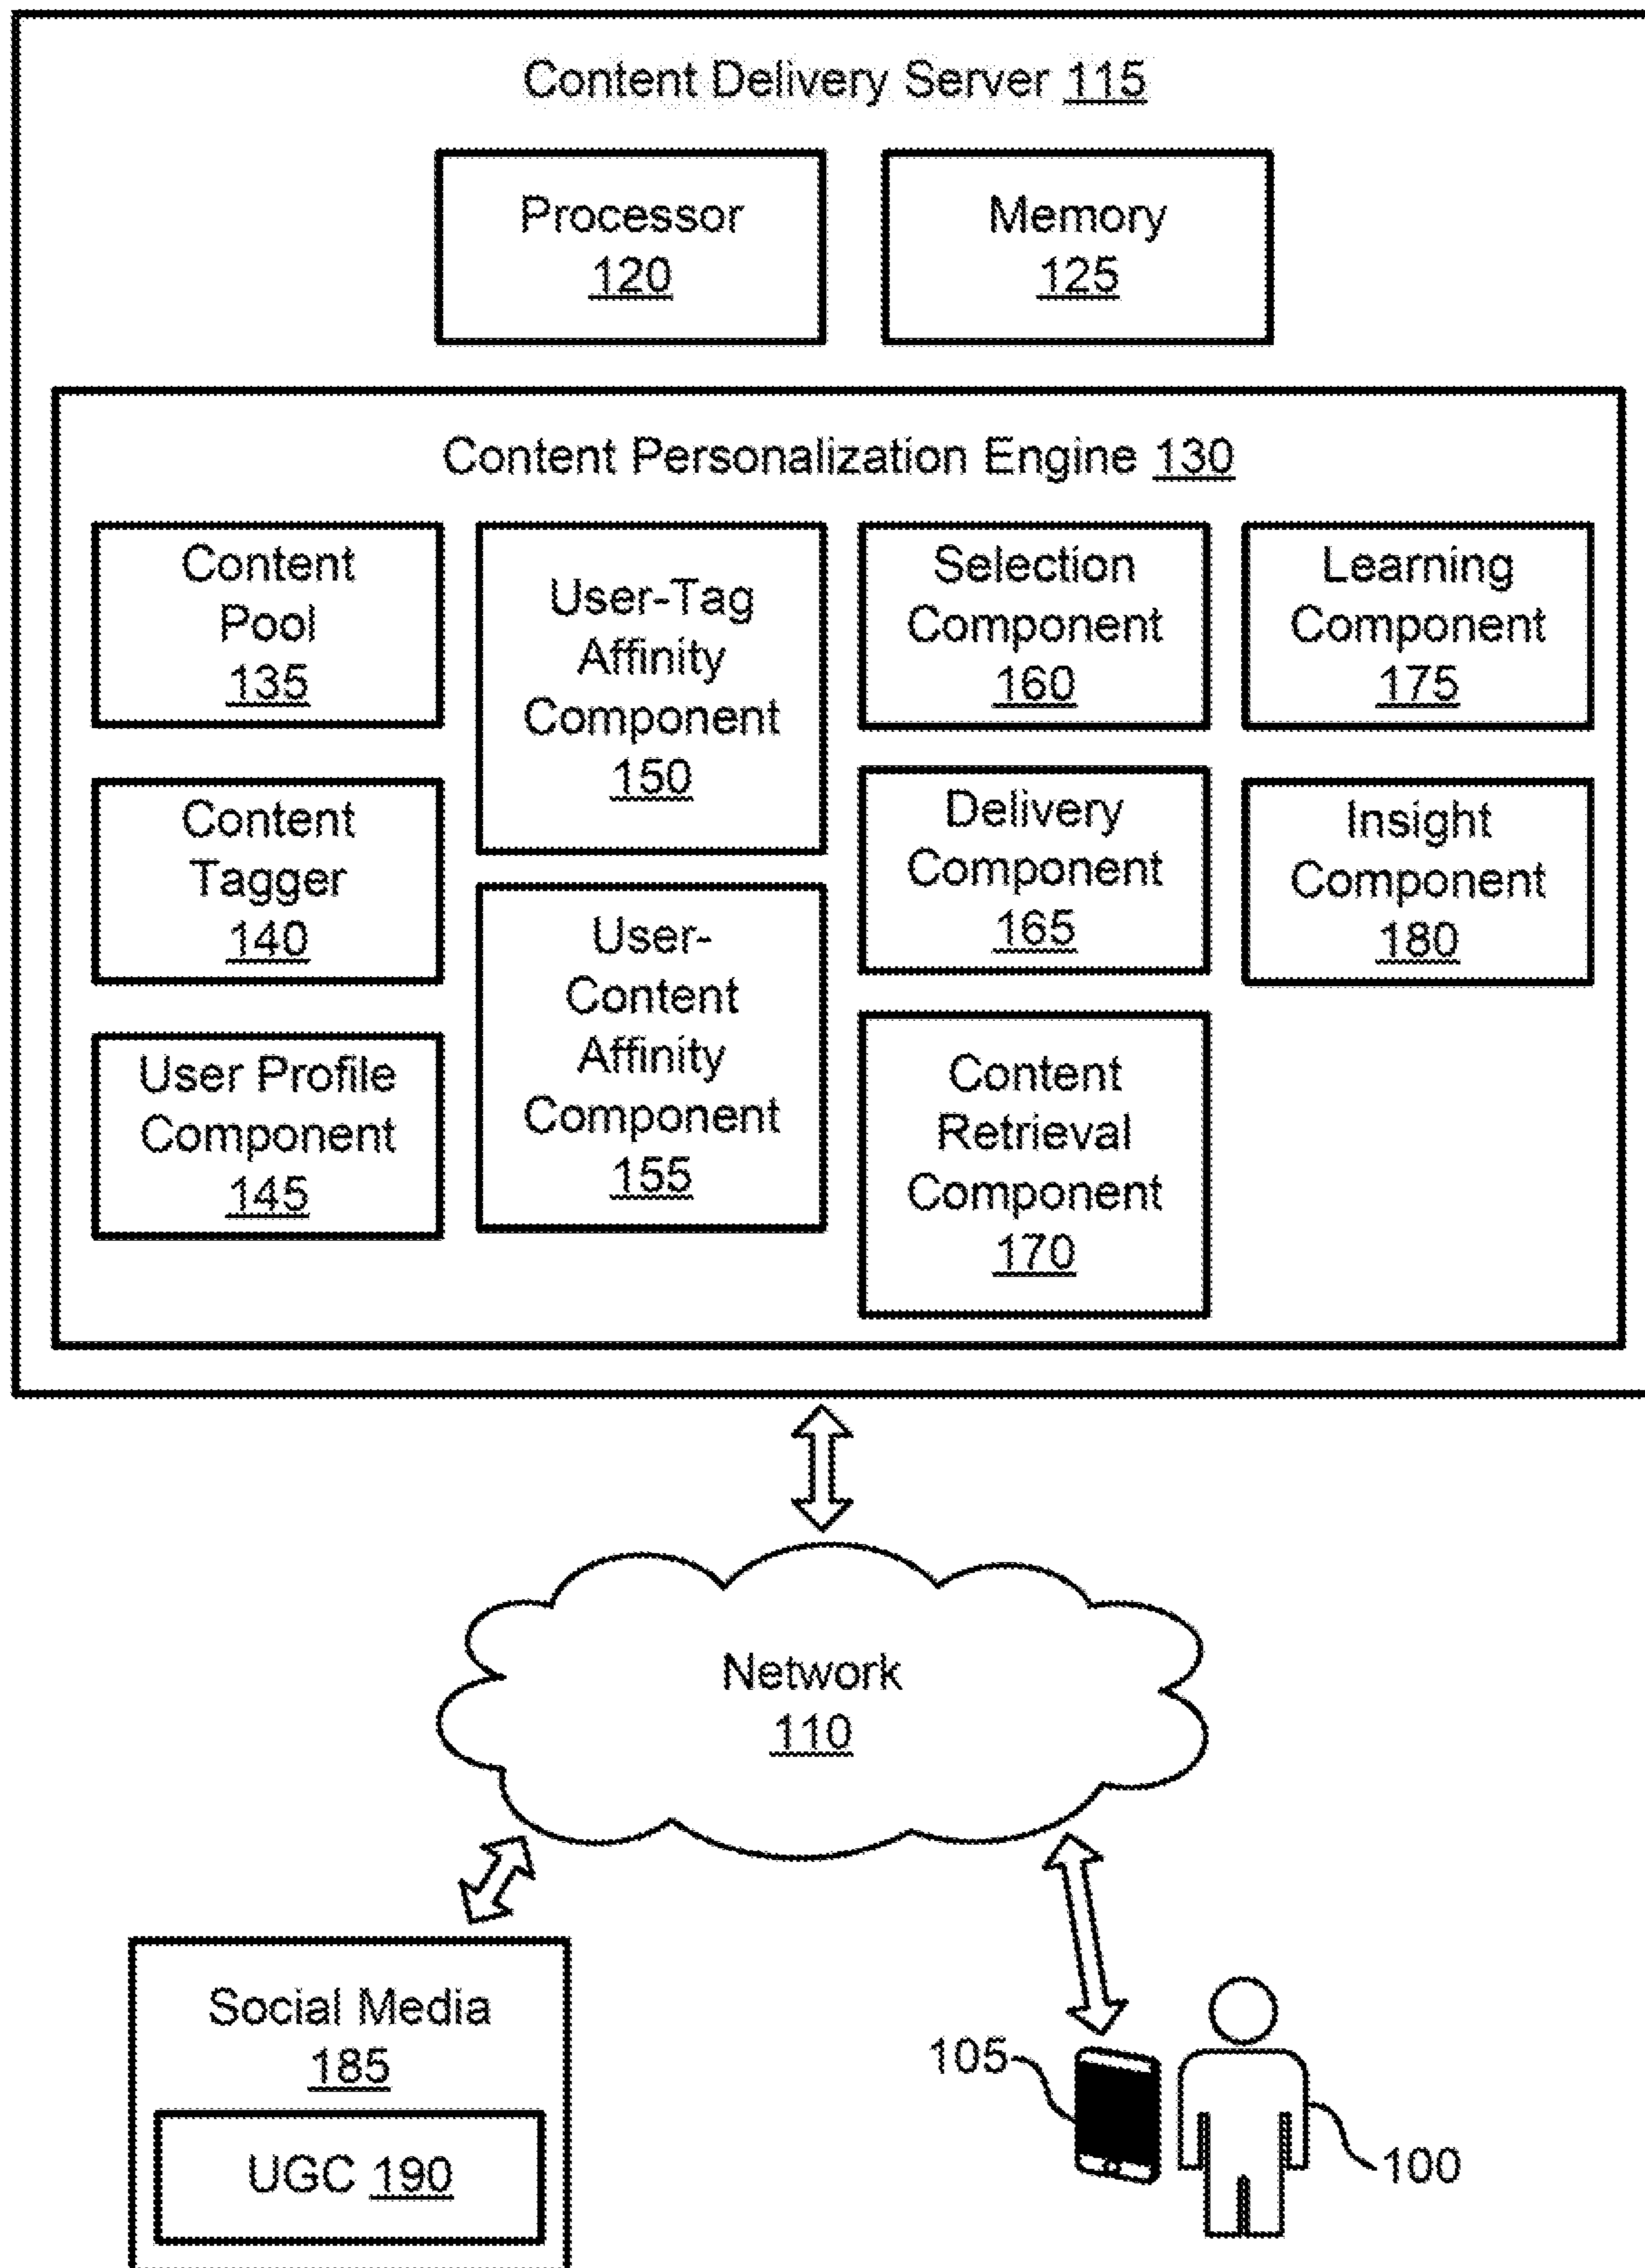 Content Delivery Server 115
Processor
120
Memory
125
Content Personalization Engine 130
Content
Pool
135
Content
Tagger
140
User Profile
Component
145
User-Tag
Affinity
Component
150
User-
Content
Affinity
Component
155
Selection
Component
160
Delivery
Component
165
Content
Retrieval
Component
170
Learning
Component
175
Insight
Component
180
Network
110
Social Media
185
UGC 190
105
100